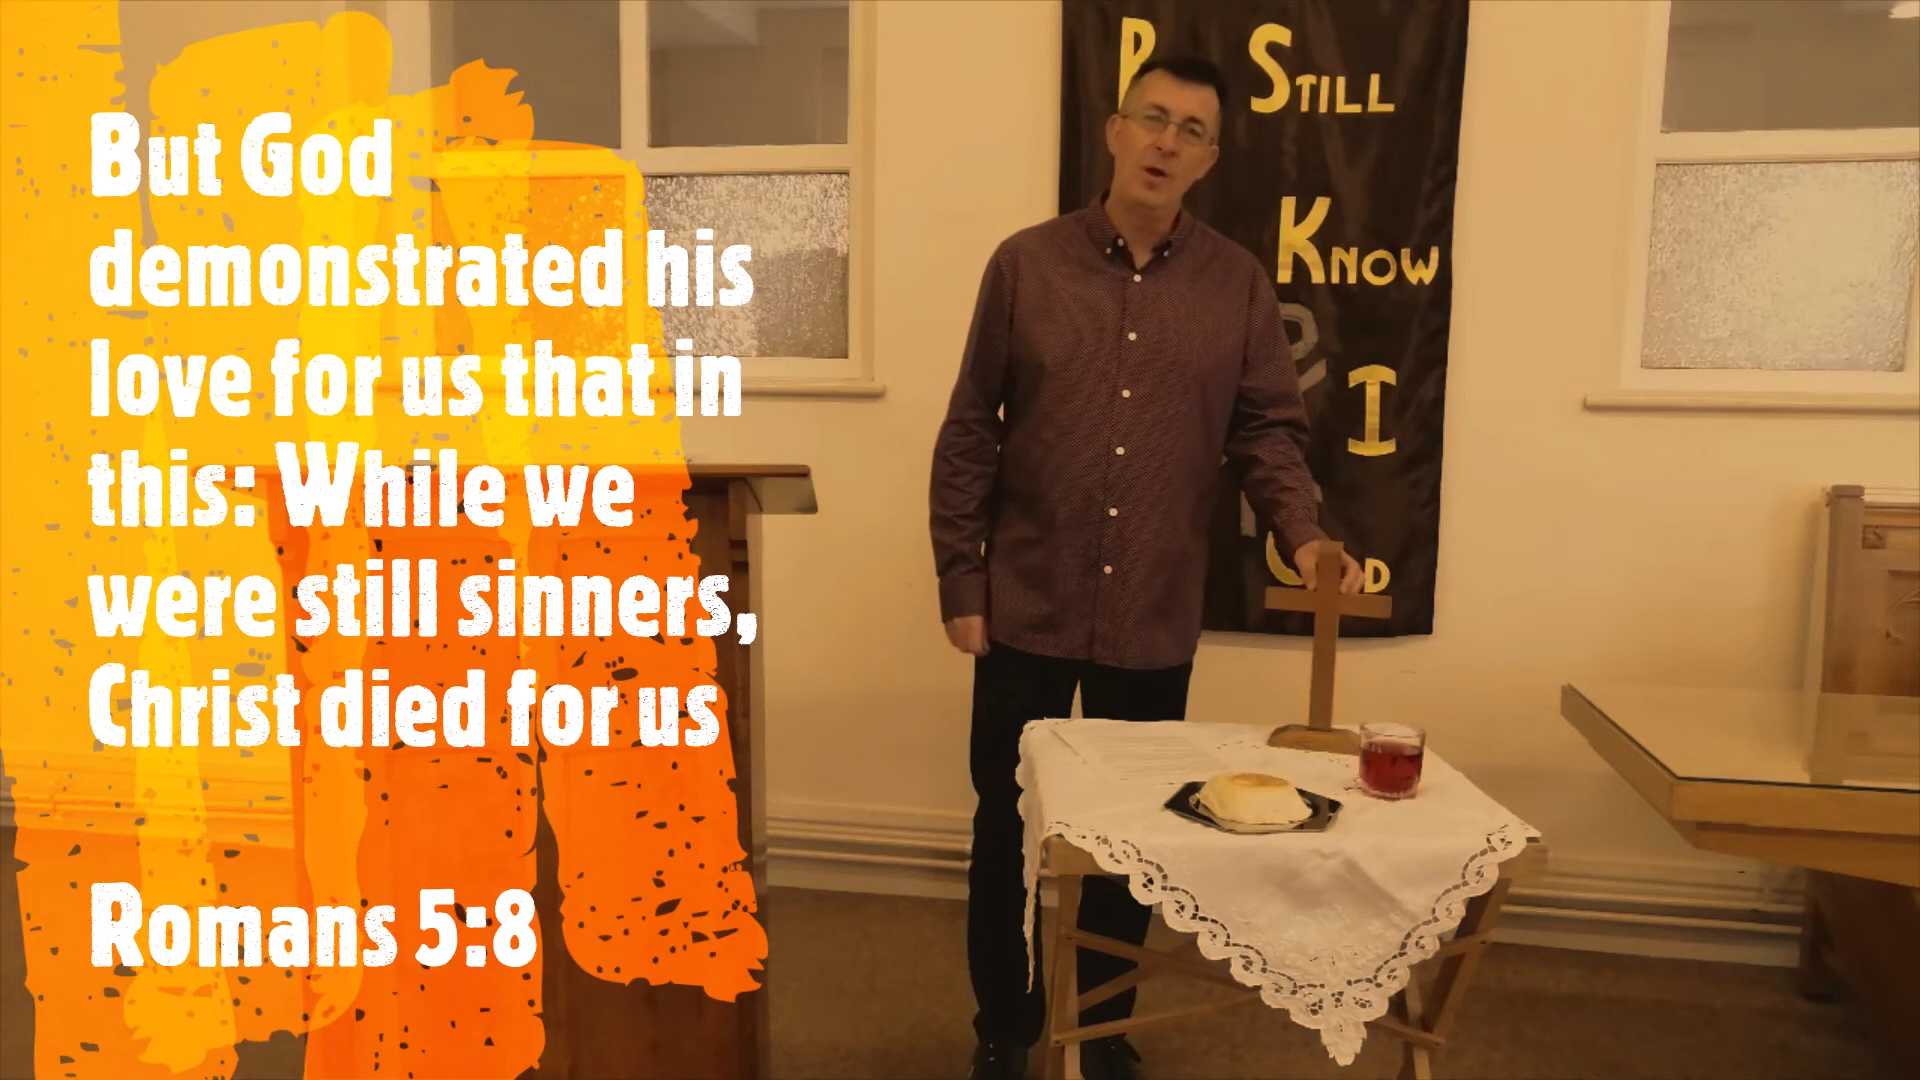 But God
demonstrated his
love for us that in
this: While we
were still sinners,
Christ died for us
Romans 5:8
STILL
KNOW
I